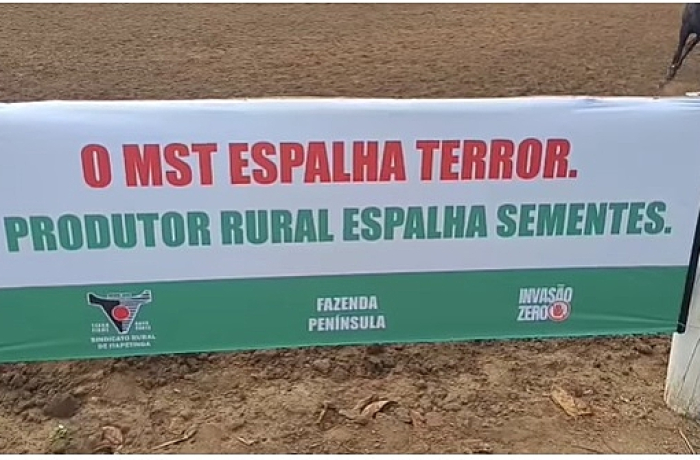 O MST ESPALHA TERROR.
PRODUTOR RURAL ESPALHA SEMENTES.
SINDICATO RURAL
DE ITAPETINGA
FAZENDA
PENÍNSULA
INVASÃO
ZERO